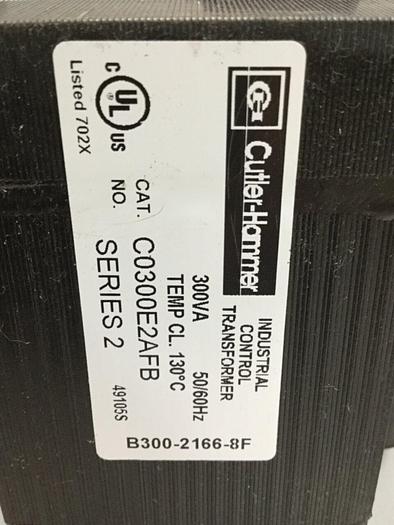 Cutler-Hammer
INDUSTRIAL
CONTROL
TRANSFORMER
300VA 50/60Hz
TEMP CL. 130°C
CAT. NO. C0300E2AFB
SERIES 2
49105S
C UL US
Listed 702X
B300-2166-8F